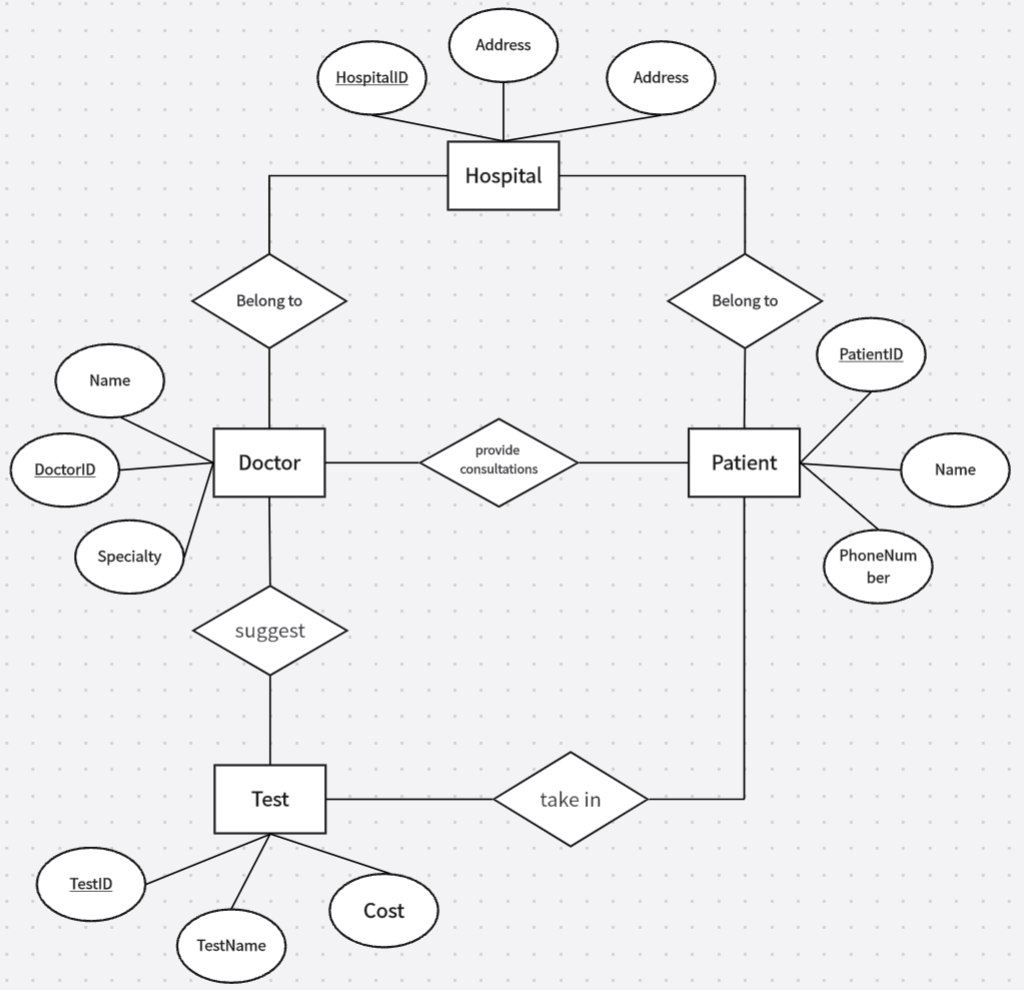 Address
HospitalID
Address
Hospital
Belong to
Belong to
PatientID
Name
provide
consultations
Doctor
Patient
DoctorID
Name
Specialty
PhoneNum
ber
suggest
Test
take in
TestID
Cost
TestName